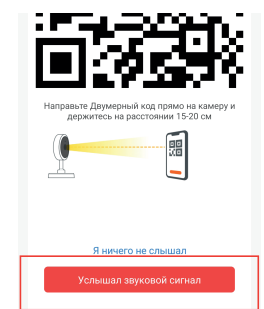 Направьте Двумерный код прямо на камеру и
держитесь на расстоянии 15-20 см
Я ничего не слышал
Услышал звуковой сигнал